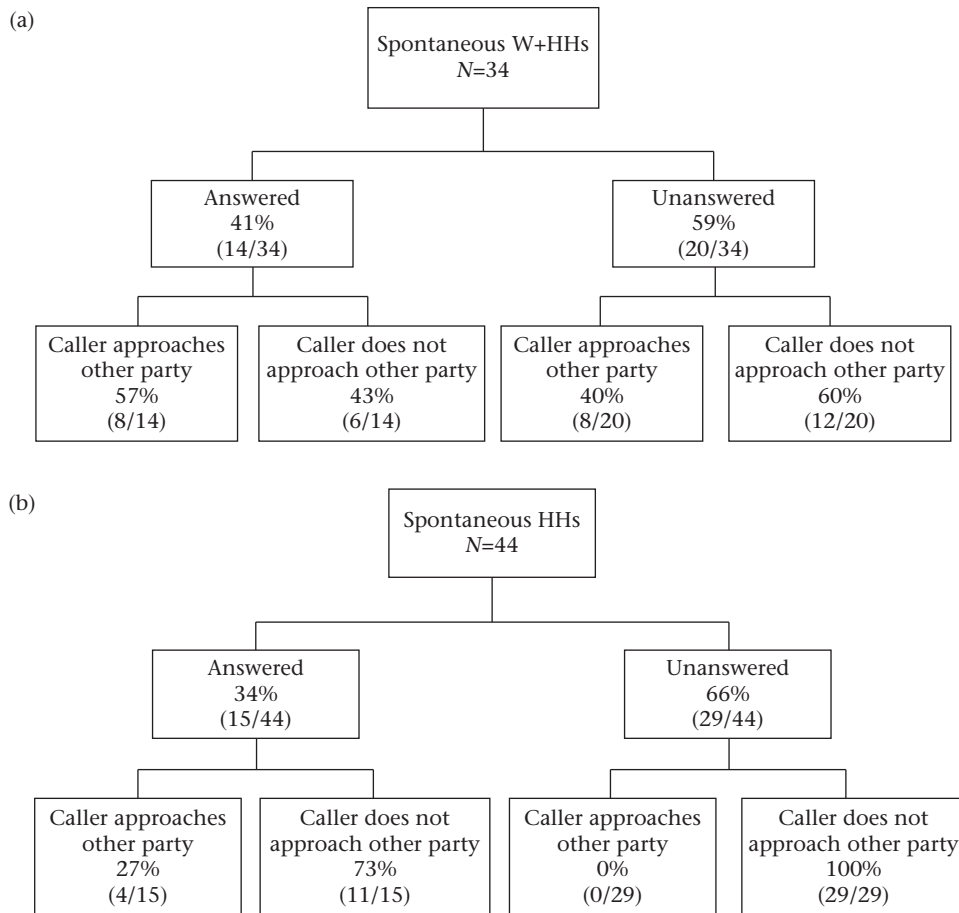 (a)
Spontaneous W+HHs
N=34
Answered
41%
(14/34)
Unanswered
59%
(20/34)
Caller approaches
other party
57%
(8/14)
Caller does not
approach other party
43%
(6/14)
Caller approaches
other party
40%
(8/20)
Caller does not
approach other party
60%
(12/20)
(b)
Spontaneous HHs
N=44
Answered
34%
(15/44)
Unanswered
66%
(29/44)
Caller approaches
other party
27%
(4/15)
Caller does not
approach other party
73%
(11/15)
Caller approaches
other party
0%
(0/29)
Caller does not
approach other party
100%
(29/29)